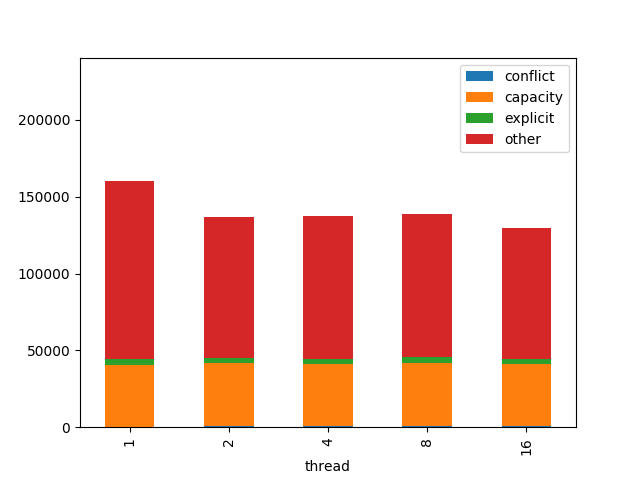 conflict
capacity
explicit
other
200000
150000
100000
50000
0
1
2
4
8
16
thread